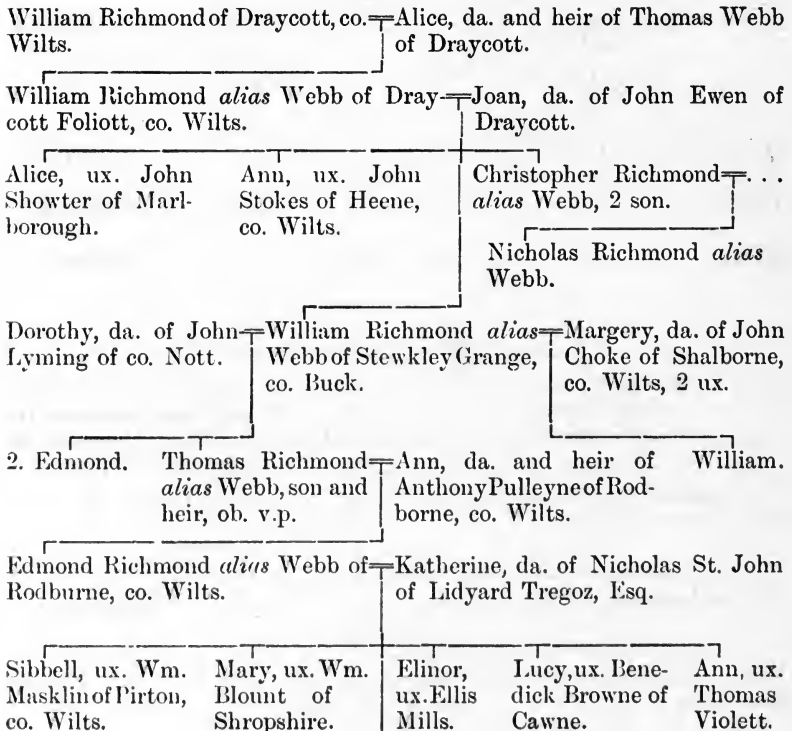 William Richmond of Draycott, co. Wilts.
Alice, da. and heir of Thomas Webb of Draycott.
William Richmond alias Webb of Draycott Foliott, co. Wilts.
Joan, da. of John Ewen of Draycott.
Alice, ux. John Showter of Marlborough.
Ann, ux. John Stokes of Heene, co. Wilts.
Christopher Richmond alias Webb, 2 son.
. . .
Nicholas Richmond alias Webb.
Dorothy, da. of John Lyming of co. Nott.
William Richmond alias Webb of Stewkley Grange, co. Buck.
Margery, da. of John Choke of Shalborne, co. Wilts, 2 ux.
2. Edmond.
Thomas Richmond alias Webb, son and heir, ob. v.p.
Ann, da. and heir of Anthony Pulleyne of Rodborne, co. Wilts.
William.
Edmond Richmond alias Webb of Rodburne, co. Wilts.
Katherine, da. of Nicholas St. John of Lidyard Tregoz, Esq.
Sibbell, ux. Wm. Masklin of Pirton, co. Wilts.
Mary, ux. Wm. Blount of Shropshire.
Elinor, ux. Ellis Mills.
Lucy, ux. Benedick Browne of Cawne.
Ann, ux. Thomas Violett.